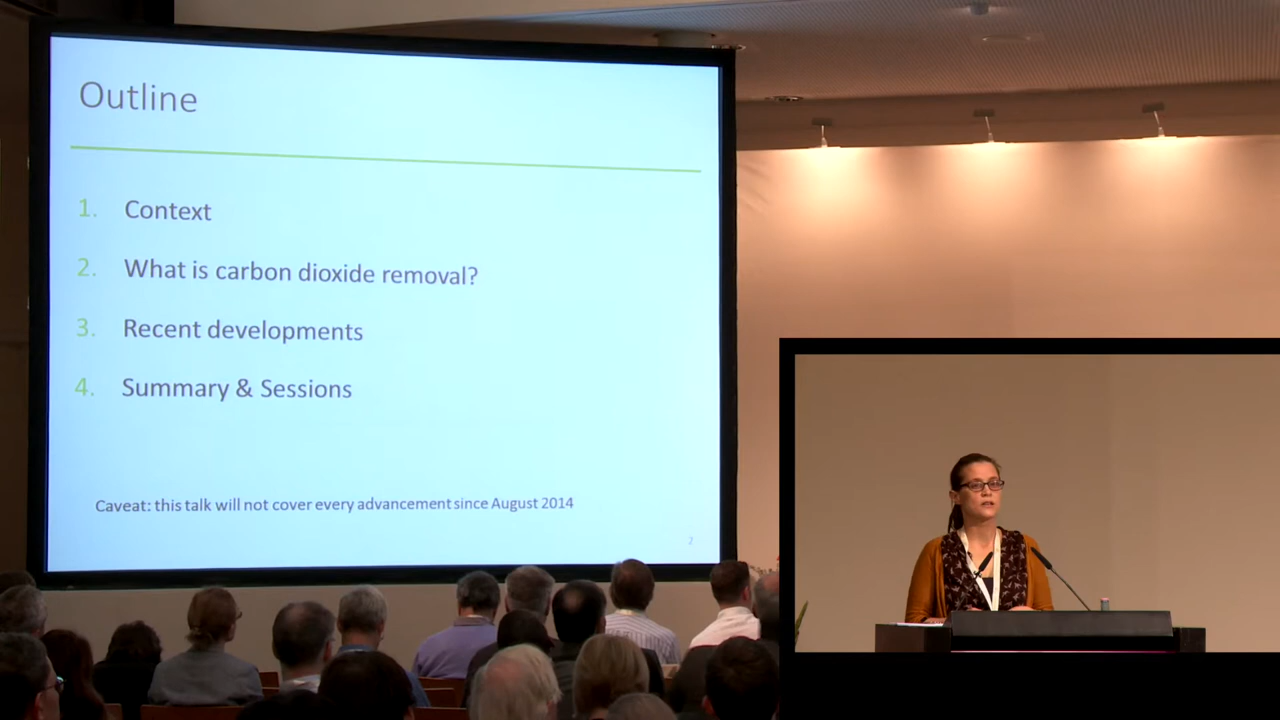 Outline
1. Context
2. What is carbon dioxide removal?
3. Recent developments
4. Summary & Sessions
Caveat: this talk will not cover every advancement since August 2014
2